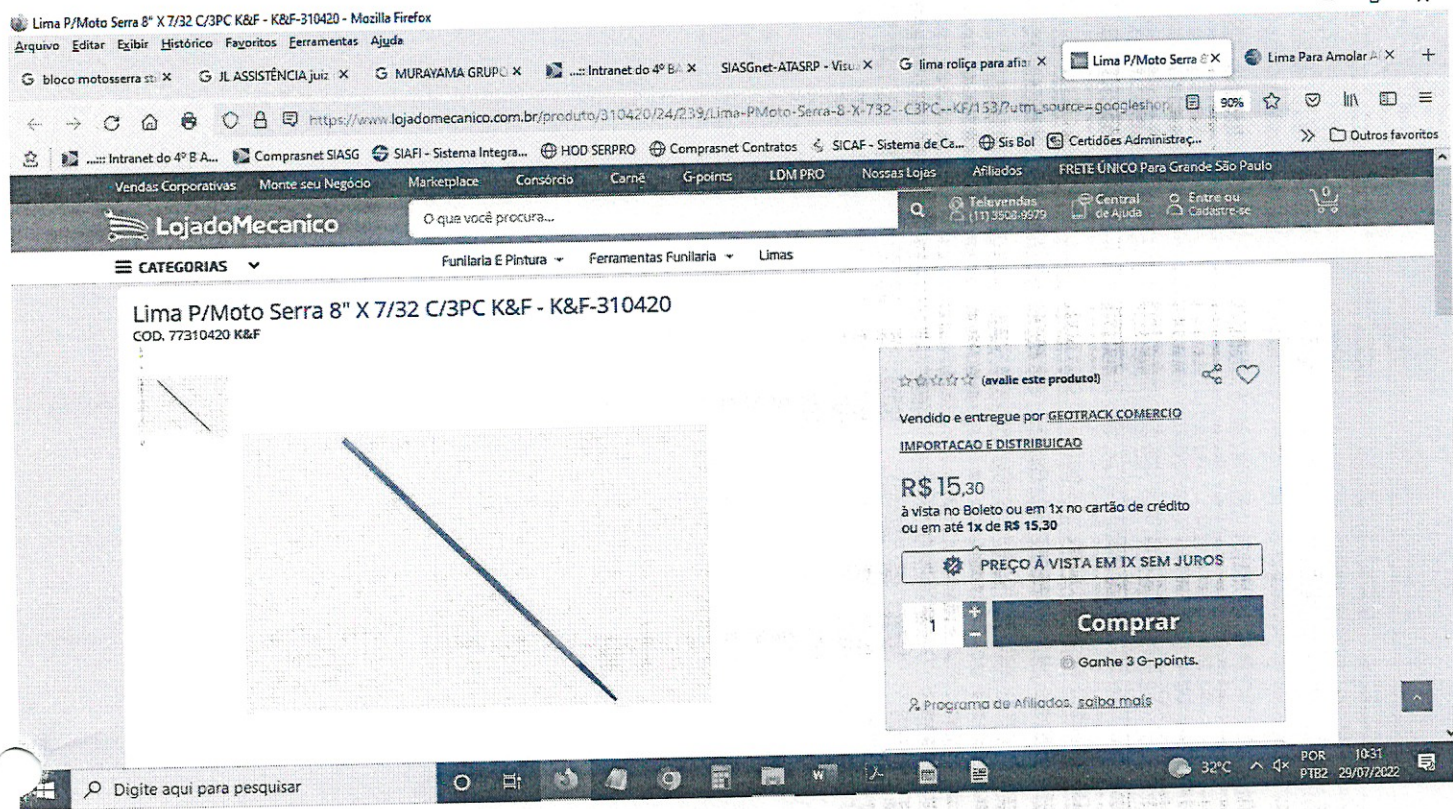 Lima P/Moto Serra 8" X 7/32 C/3PC K&F - K&F-310420 - Mozilla Firefox
Arquivo Editar Exibir Histórico Favoritos Ferramentas Ajuda
G bloco motosserra sti X G JL ASSISTÊNCIA juiz X G MURAYAMA GRUPO X ...:: Intranet do 4º BA X SIASGnet-ATASRP - Visu X G lima roliça para afia X Lima P/Moto Serra 8 X Lima Para Amolar Al X +
https://www.lojadomecanico.com.br/produto/310420/24/239/Lima-PMoto-Serra-8-X-732--C3PC--KF/153/?utm_source=googleshop 90%
...:: Intranet do 4º B A... Comprasnet SIASG SIAFI - Sistema Integra... HOD SERPRO Comprasnet Contratos SICAF - Sistema de Ca... Sis Bol Certidões Administraç... >> Outros favoritos
Vendas Corporativas Monte seu Negócio Marketplace Consórcio Carnê G-points LDM PRO Nossas Lojas Afiliados FRETE ÚNICO Para Grande São Paulo
LojadoMecanico O que você procura... Televendas Central Entre ou 0
(11) 3508-9979 de Ajuda Cadastre-se
CATEGORIAS Funilaria E Pintura Ferramentas Funilaria Limas
Lima P/Moto Serra 8" X 7/32 C/3PC K&F - K&F-310420
COD. 77310420 K&F
(avalie este produto!)
Vendido e entregue por GEOTRACK COMERCIO
IMPORTACAO E DISTRIBUICAO
R$ 15,30
à vista no Boleto ou em 1x no cartão de crédito
ou em até 1x de R$ 15,30
PREÇO À VISTA EM 1X SEM JUROS
1 + - Comprar
Ganhe 3 G-points.
Programa de Afiliados, saiba mais
Digite aqui para pesquisar 32°C POR 10:31
PTB2 29/07/2022